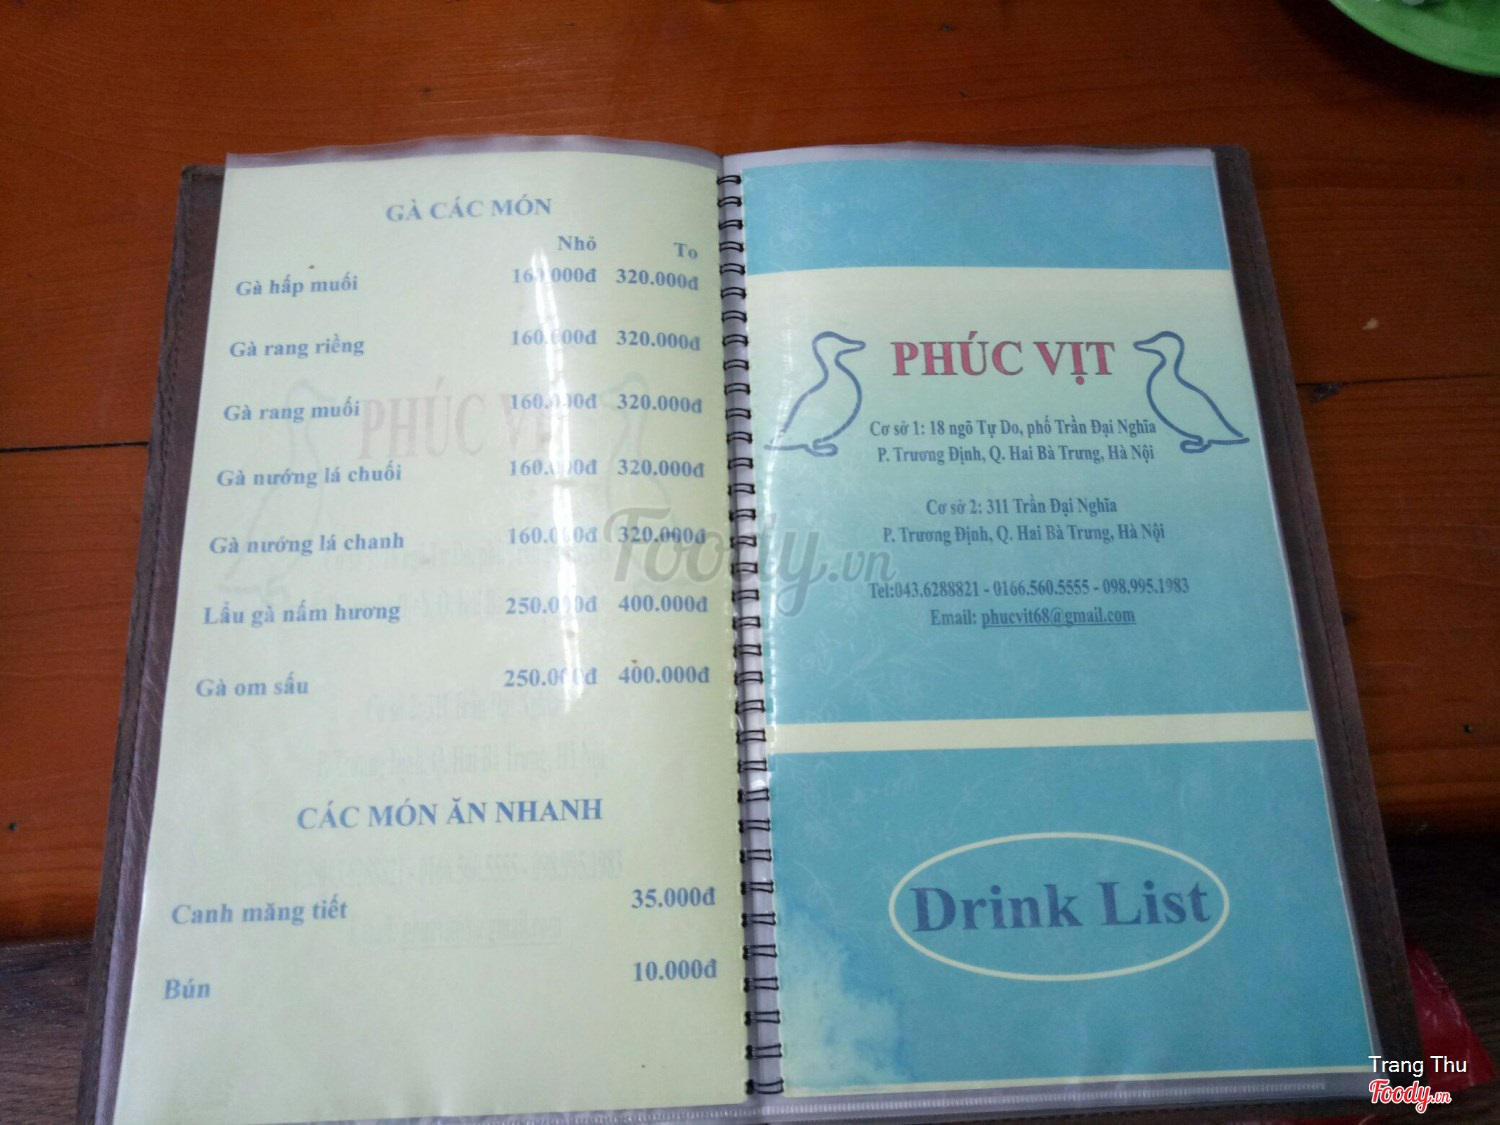 GÀ CÁC MÓN
Nhỏ To
Gà hấp muối 160.000đ 320.000đ
Gà rang riềng 160.000đ 320.000đ
Gà rang muối 160.000đ 320.000đ
Gà nướng lá chuối 160.000đ 320.000đ
Gà nướng lá chanh 160.000đ 320.000đ
Lẩu gà nấm hương 250.000đ 400.000đ
Gà om sấu 250.000đ 400.000đ
CÁC MÓN ĂN NHANH
Canh măng tiết 35.000đ
Bún 10.000đ
PHÚC VỊT
Cơ sở 1: 18 ngõ Tự Do, phố Trần Đại Nghĩa
P. Trương Định, Q. Hai Bà Trưng, Hà Nội
Cơ sở 2: 311 Trần Đại Nghĩa
P. Trương Định, Q. Hai Bà Trưng, Hà Nội
Tel:043.6288821 - 0166.560.5555 - 098.995.1983
Email: phucvit68@gmail.com
Drink List
Foody.vn
Trang Thu
Foody.vn